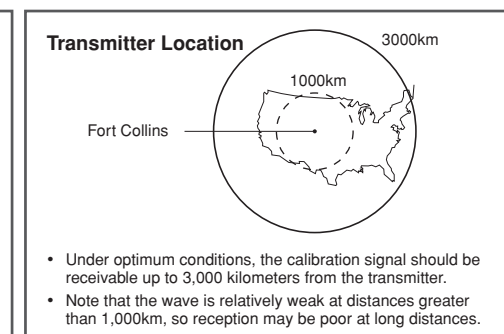 Transmitter Location
3000km
1000km
Fort Collins
• Under optimum conditions, the calibration signal should be
receivable up to 3,000 kilometers from the transmitter.
• Note that the wave is relatively weak at distances greater
than 1,000km, so reception may be poor at long distances.